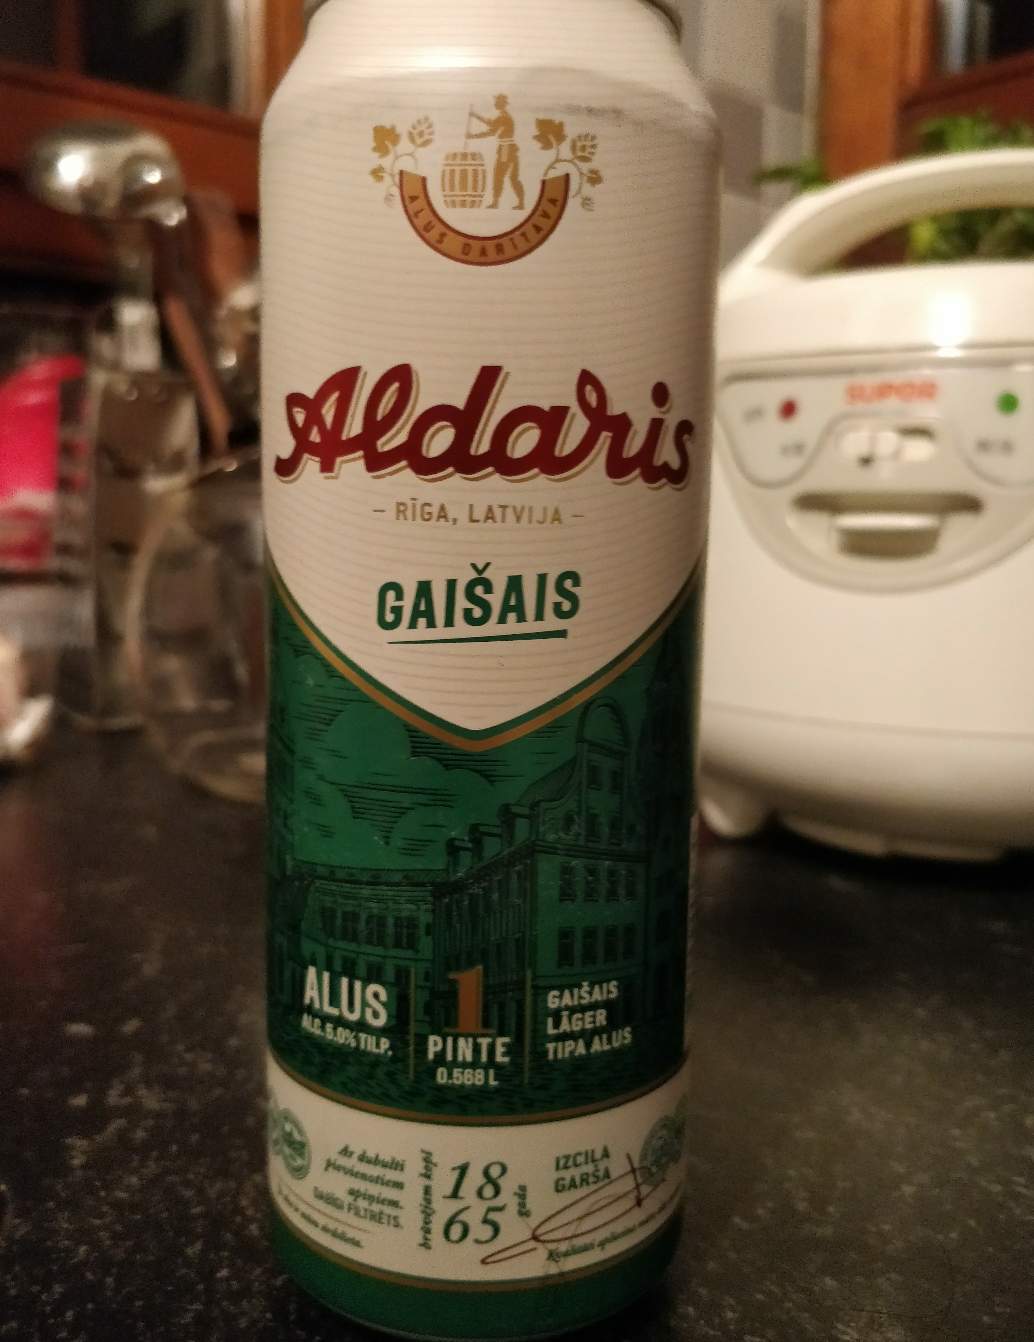 ALUS DARĪTAVA
Aldaris
– RĪGA, LATVIJA –
GAIŠAIS
ALUS
ALC. 5.0% TILP.
1
PINTE
0.568 L
GAIŠAIS
LĀGER
TIPA ALUS
Ar dubulti
pievienotiem
apiņiem.
DABĪGI FILTRĒTS.
brūvējam kopš
18
65
gada
IZCILA
GARŠA
SUPOR